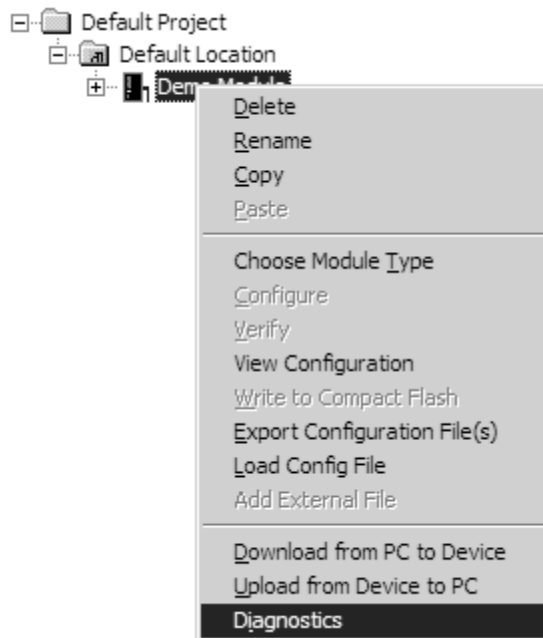 Default Project
Default Location
Demo Module
Delete
Rename
Copy
Paste
Choose Module Type
Configure
Verify
View Configuration
Write to Compact Flash
Export Configuration File(s)
Load Config File
Add External File
Download from PC to Device
Upload from Device to PC
Diagnostics